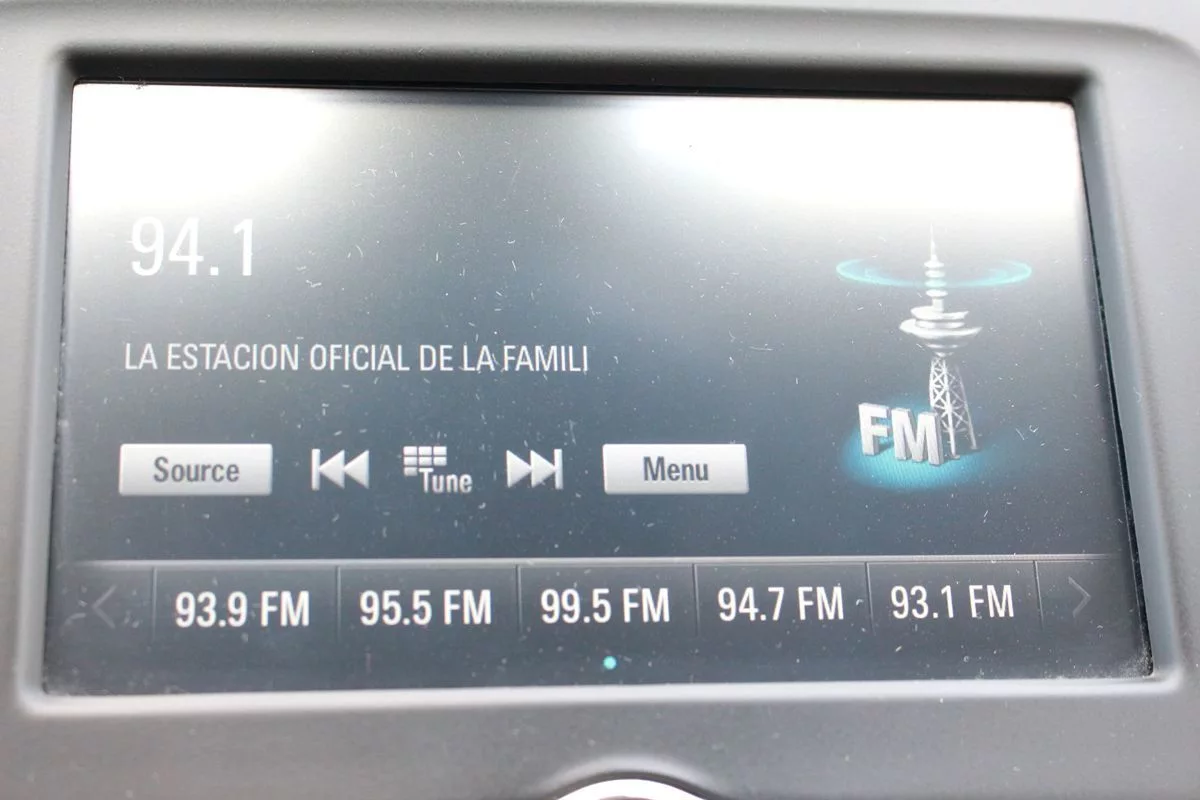 94.1
LA ESTACION OFICIAL DE LA FAMILI
FM
Source Tune Menu
93.9 FM 95.5 FM 99.5 FM 94.7 FM 93.1 FM